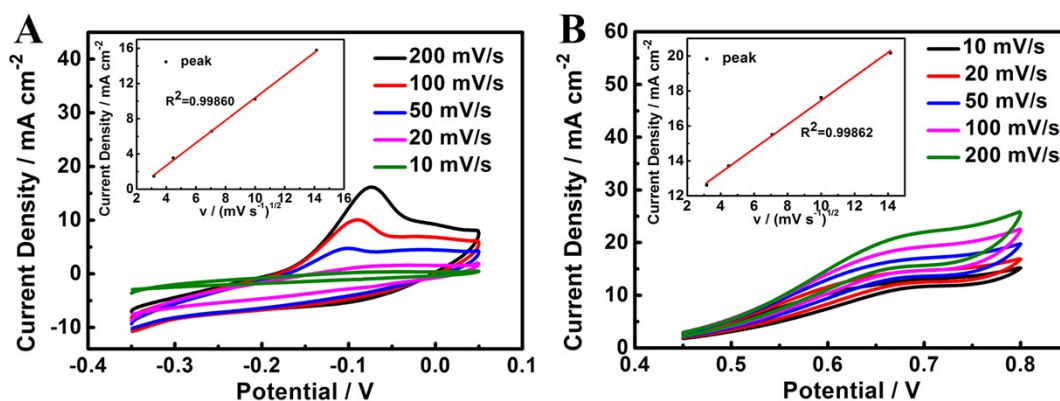 A
Current Density / mA cm-2
40
30
20
10
0
-10
-0.4
-0.3
-0.2
-0.1
0.0
0.1
Potential / V
200 mV/s
100 mV/s
50 mV/s
20 mV/s
10 mV/s
Current Density / mA cm-2
16
12
8
4
0
2
4
6
8
10
12
14
16
v / (mV s-1)1/2
peak
R2=0.99860
B
Current Density / mA cm-2
60
50
40
30
20
10
0
0.4
0.5
0.6
0.7
0.8
Potential / V
10 mV/s
20 mV/s
50 mV/s
100 mV/s
200 mV/s
Current Density / mA cm-2
20
18
16
14
12
2
4
6
8
10
12
14
v / (mV s-1)1/2
peak
R2=0.99862